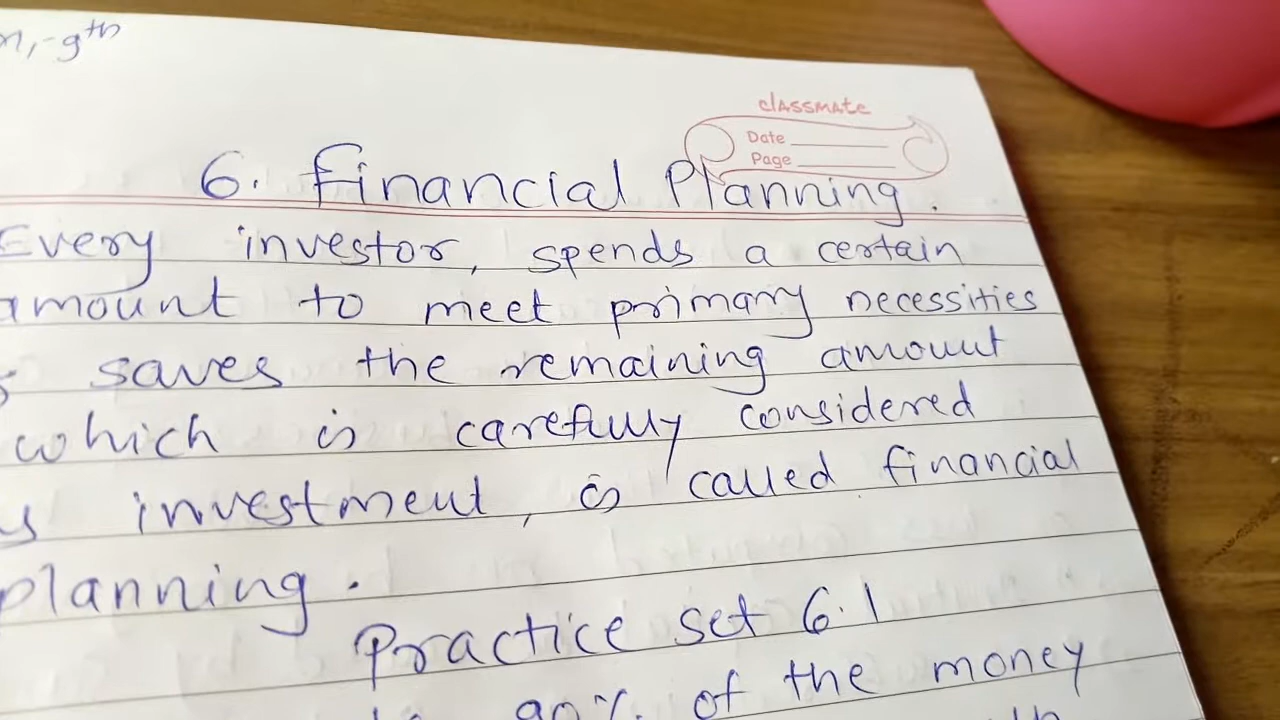 -9th
classmate
Date
Page
6. Financial Planning.
Every investor, spends a certain
amount to meet primary necessities
saves the remaining amount
which is carefully considered
investment, is called financial
planning.
Practice set 6.1
90% of the money